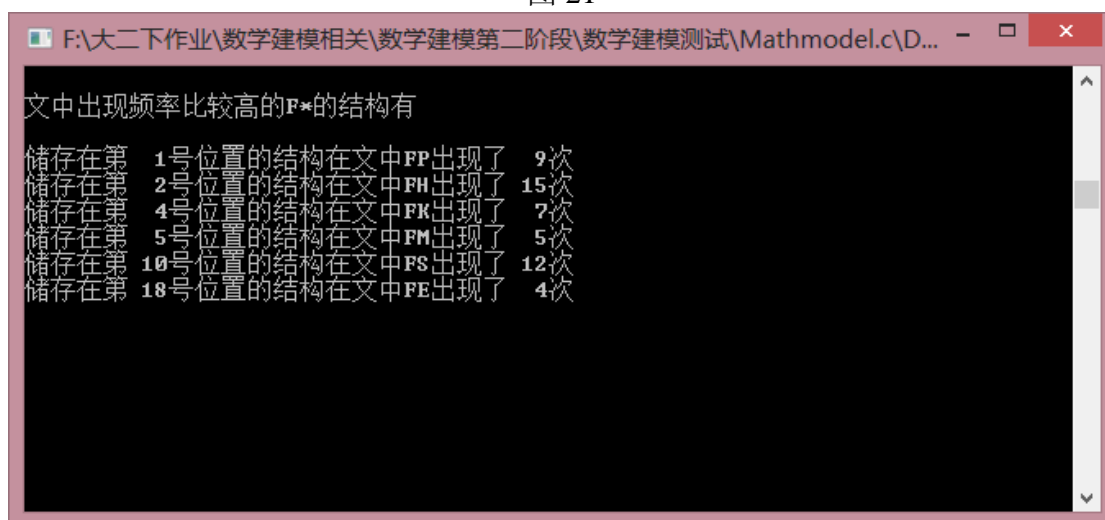 图 21
F:\大二下作业\数学建模相关\数学建模第二阶段\数学建模测试\Mathmodel.c\D...
文中出现频率比较高的F*的结构有
储存在第  1号位置的结构在文中FP出现了  9次
储存在第  2号位置的结构在文中FH出现了 15次
储存在第  4号位置的结构在文中FK出现了  7次
储存在第  5号位置的结构在文中FM出现了  5次
储存在第 10号位置的结构在文中FS出现了 12次
储存在第 18号位置的结构在文中FE出现了  4次